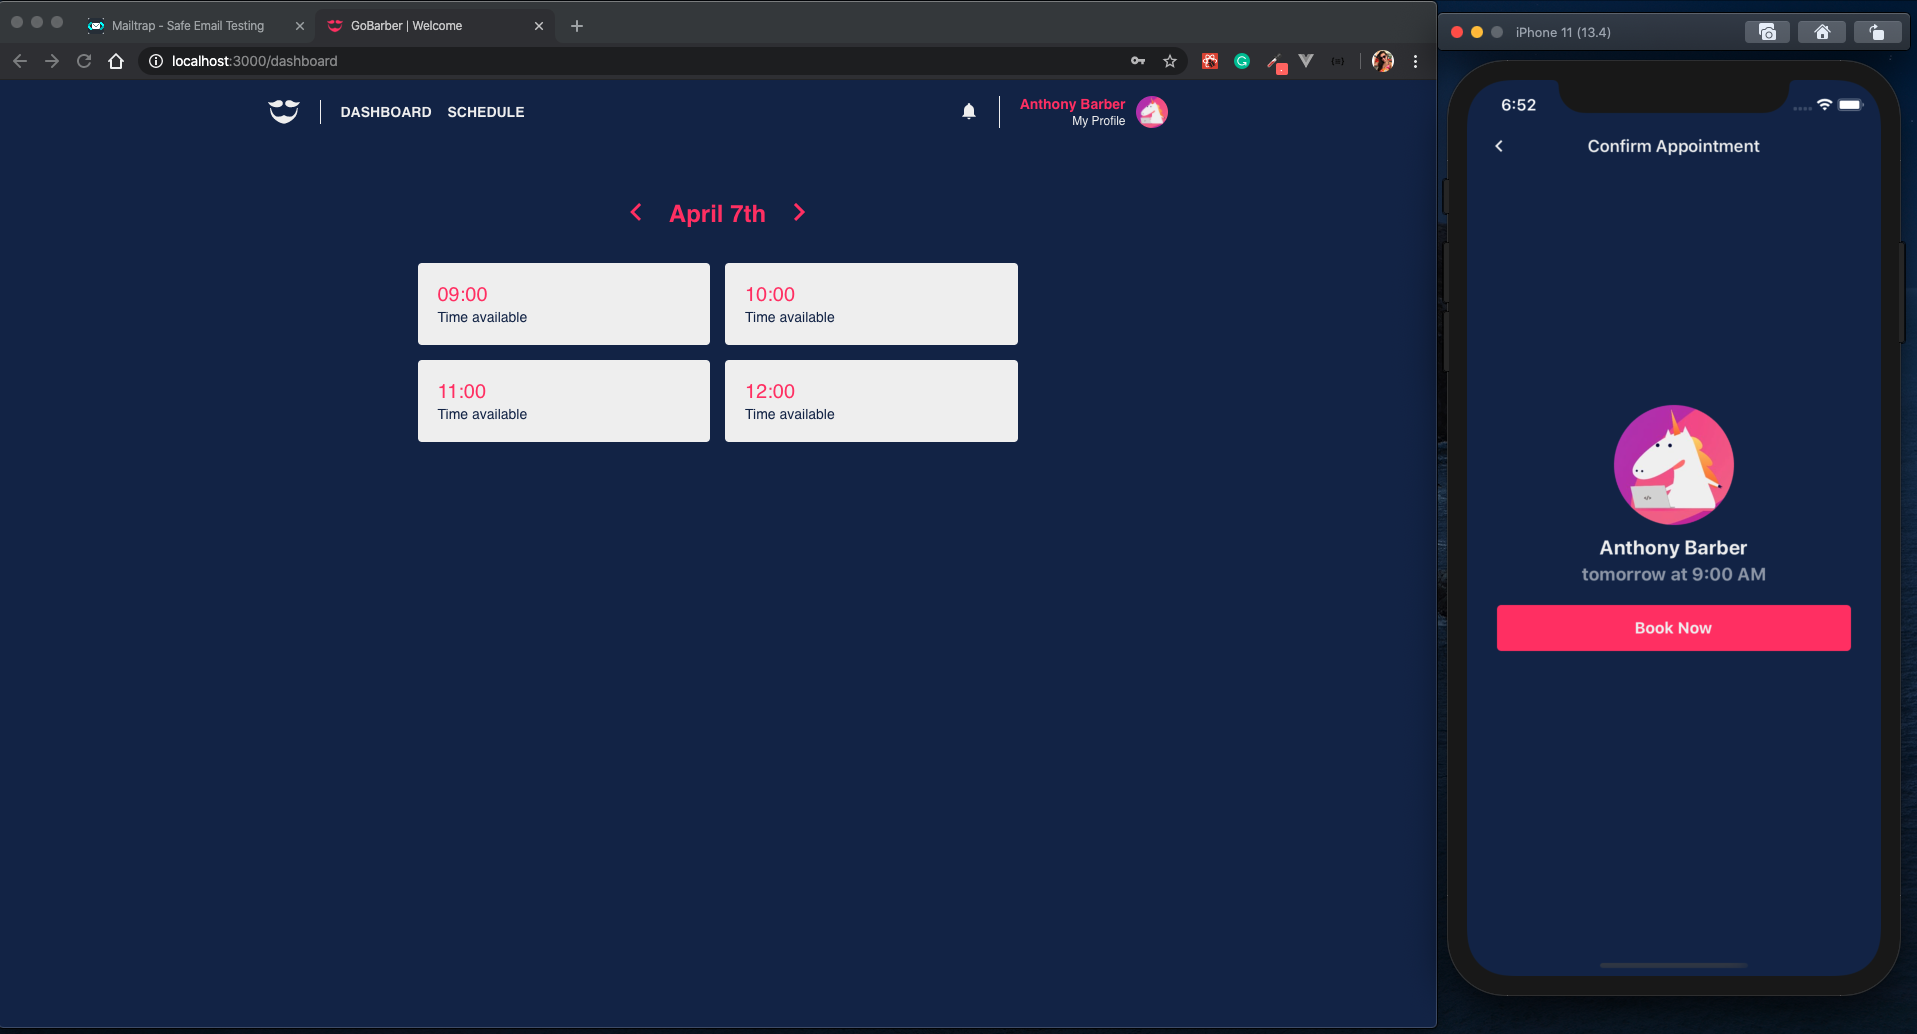 Mailtrap - Safe Email Testing
GoBarber | Welcome
localhost:3000/dashboard
DASHBOARD SCHEDULE
Anthony Barber
My Profile
April 7th
09:00
Time available
10:00
Time available
11:00
Time available
12:00
Time available
iPhone 11 (13.4)
6:52
Confirm Appointment
Anthony Barber
tomorrow at 9:00 AM
Book Now